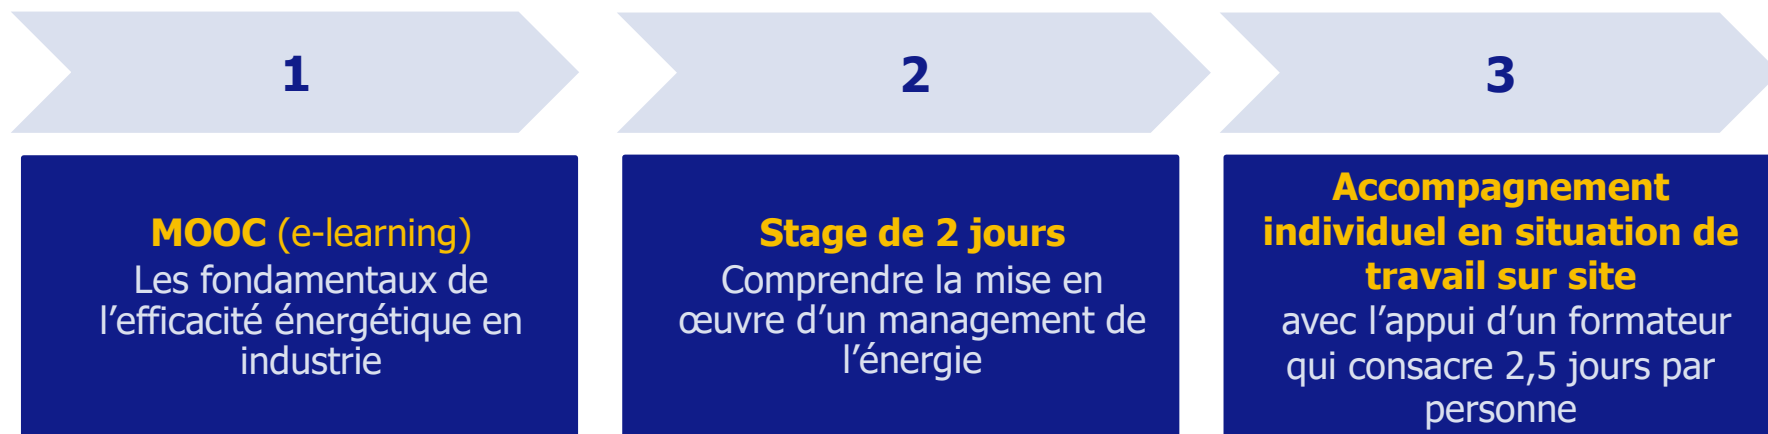 1
MOOC (e-learning)
Les fondamentaux de
l’efficacité énergétique en
industrie
2
Stage de 2 jours
Comprendre la mise en
œuvre d’un management de
l’énergie
3
Accompagnement
individuel en situation de
travail sur site
avec l’appui d’un formateur
qui consacre 2,5 jours par
personne